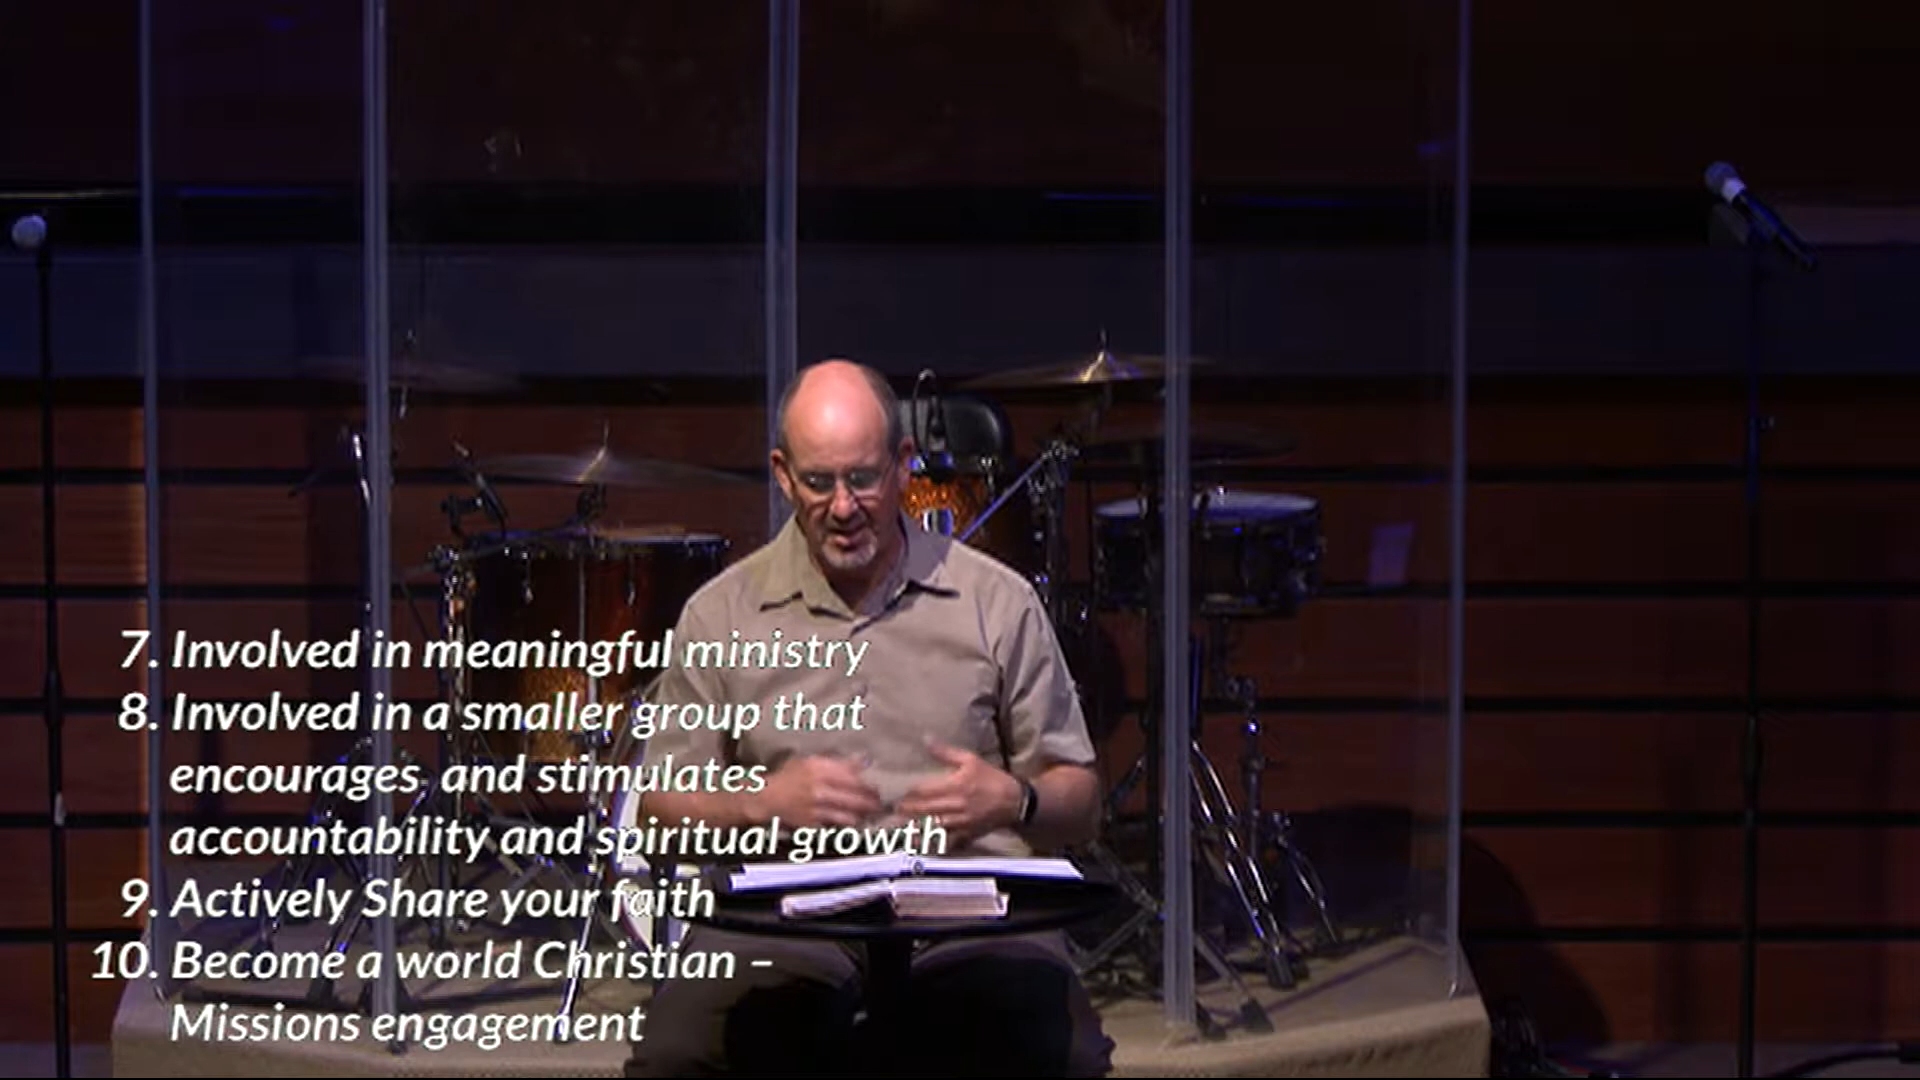 7. Involved in meaningful ministry
8. Involved in a smaller group that
encourages and stimulates
accountability and spiritual growth
9. Actively Share your faith
10. Become a world Christian –
Missions engagement